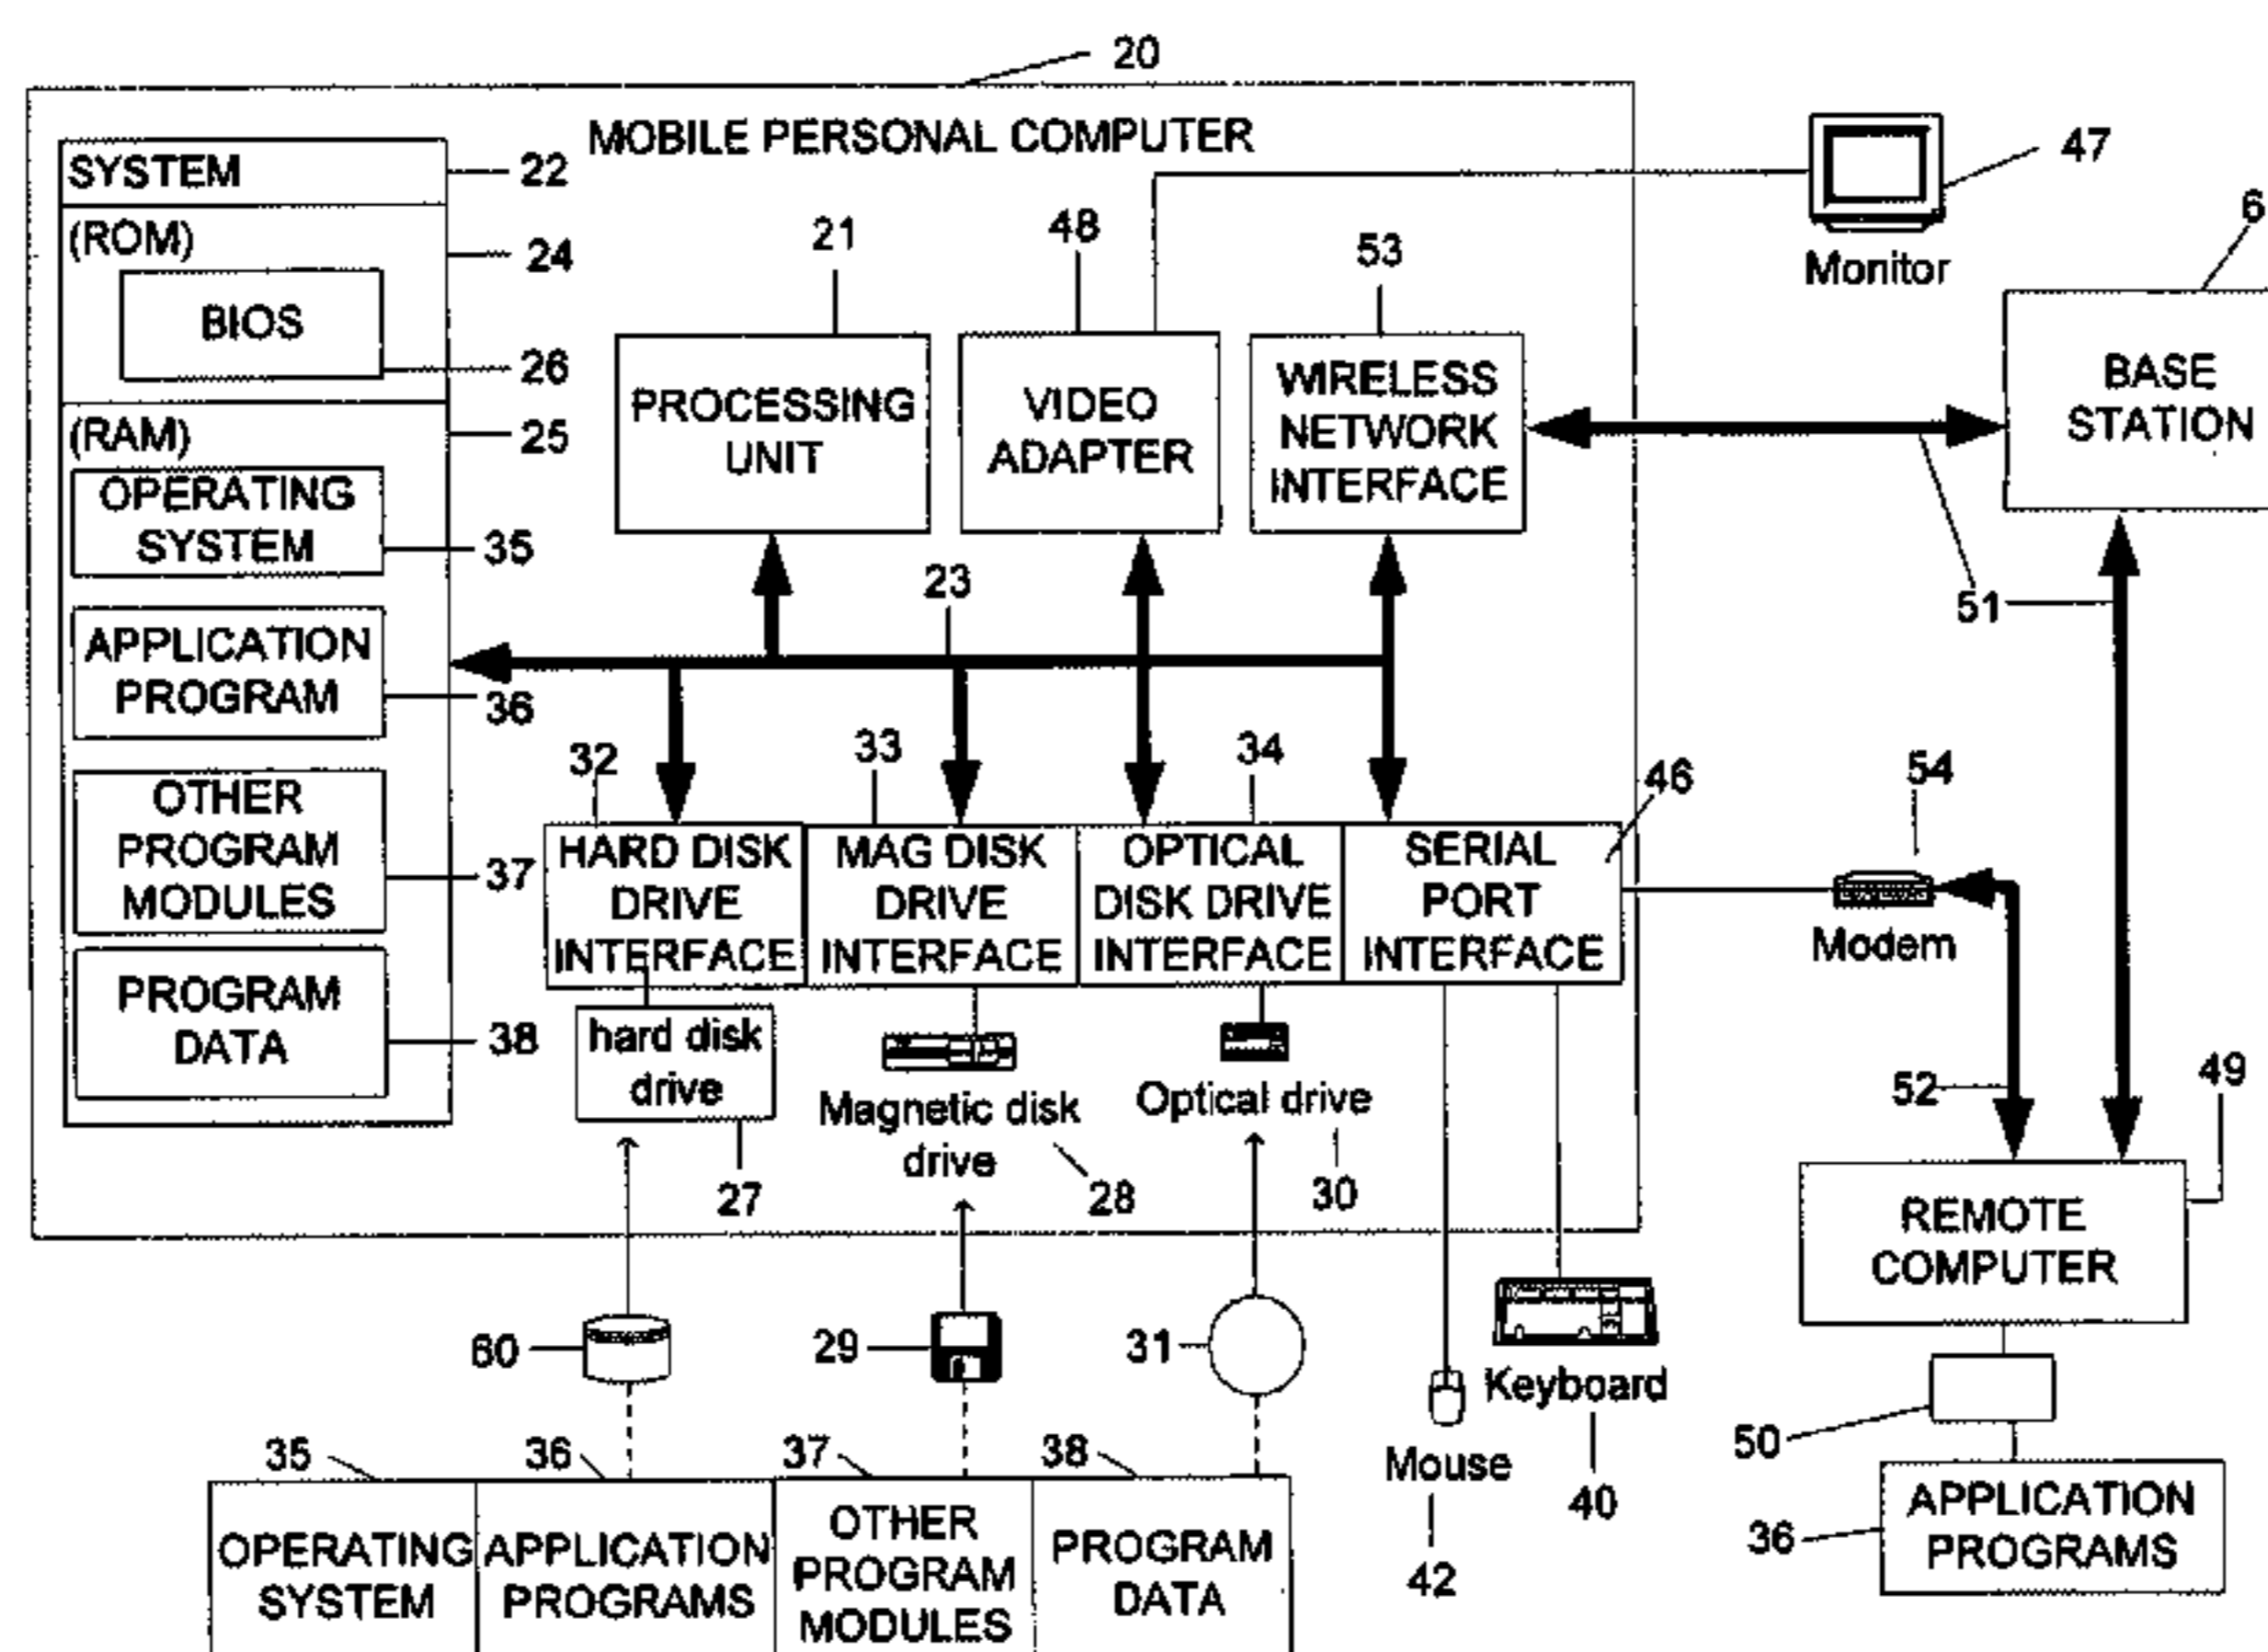 20
MOBILE PERSONAL COMPUTER
SYSTEM
22
(ROM)
24
BIOS
26
(RAM)
25
OPERATING
SYSTEM
35
APPLICATION
PROGRAM
36
OTHER
PROGRAM
MODULES
37
PROGRAM
DATA
38
21
PROCESSING
UNIT
48
VIDEO
ADAPTER
53
WIRELESS
NETWORK
INTERFACE
23
47
Monitor
6
BASE
STATION
51
32
HARD DISK
DRIVE
INTERFACE
33
MAG DISK
DRIVE
INTERFACE
34
OPTICAL
DISK DRIVE
INTERFACE
46
SERIAL
PORT
INTERFACE
54
Modem
hard disk
drive
27
Magnetic disk
drive
28
Optical drive
30
52
49
REMOTE
COMPUTER
60
29
31
Keyboard
40
Mouse
42
50
36
APPLICATION
PROGRAMS
35
OPERATING
SYSTEM
36
APPLICATION
PROGRAMS
37
OTHER
PROGRAM
MODULES
38
PROGRAM
DATA